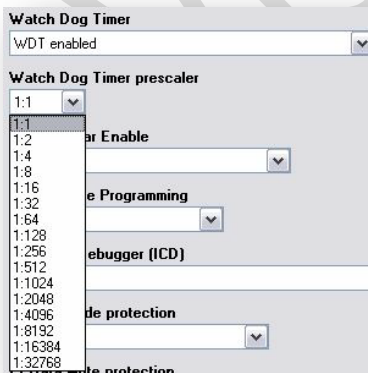 Watch Dog Timer
WDT enabled
Watch Dog Timer prescaler
1:1
1:1
1:2
ar Enable
1:4
1:8
1:16
1:32
e Programming
1:64
1:128
1:256
ebugger (ICD)
1:512
1:1024
1:2048
1:4096
de protection
1:8192
1:16384
1:32768
protection